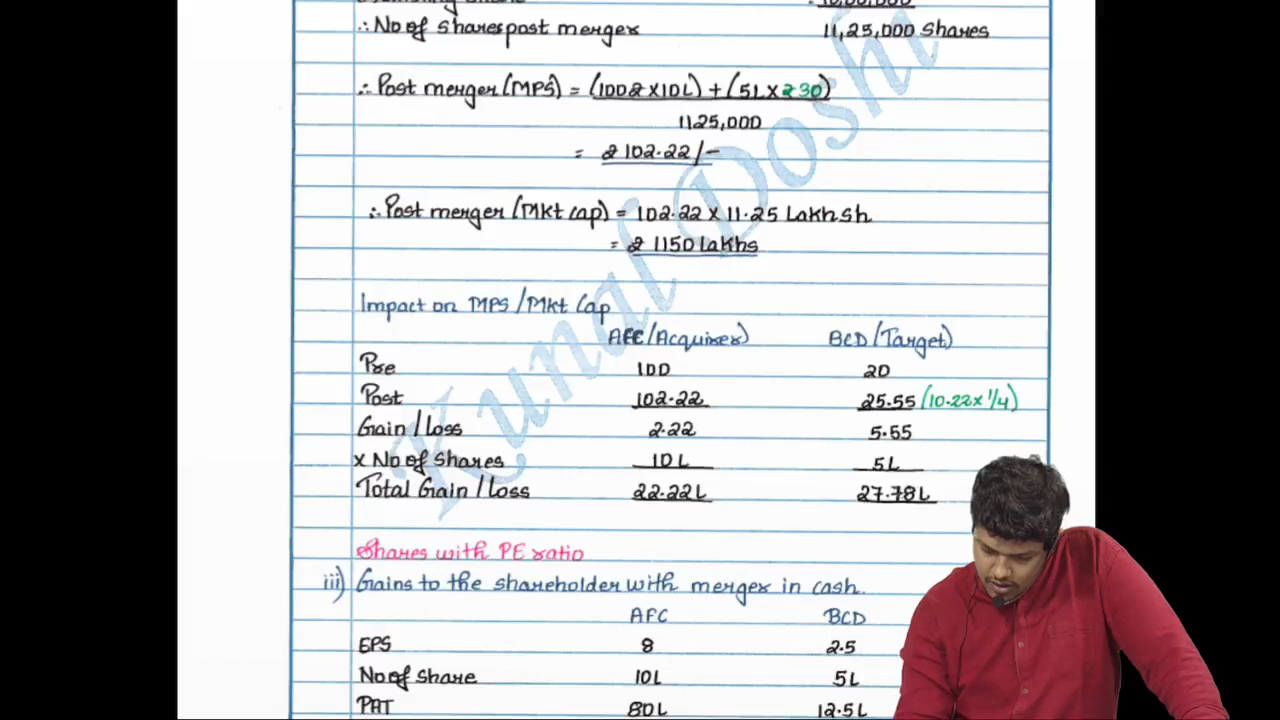 ∴ No of shares post merger 11,25,000 Shares
∴ Post merger (MPS) = (100₹ x 10L) + (5L x ₹30)
1125,000
= ₹ 102.22/-
∴ Post merger (Mkt Cap) = 102.22 x 11.25 Lakh sh
= ₹ 1150 Lakhs
Impact on MPS/Mkt Cap
AFC (Acquirer) BCD (Target)
Pre 100 20
Post 102.22 25.55 (10.22 x 1/4)
Gain / loss 2.22 5.55
x No of Shares 10L 5L
Total Gain / Loss 22.22L 27.78L
Shares with PE ratio
iii) Gains to the shareholder with merger in cash.
AFC BCD
EPS 8 2.5
No of Share 10L 5L
PAT 80L 12.5L
Kunal Doshi